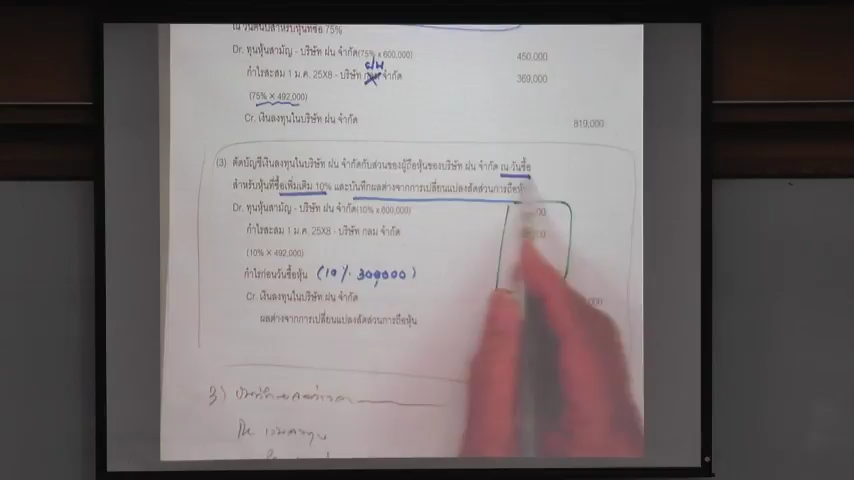 ณ วันต้นปีสำหรับหุ้นที่ซื้อ 75%
Dr. ทุนหุ้นสามัญ - บริษัท ฝน จำกัด(75% x 600,000) 450,000
ฝน
กำไรสะสม 1 ม.ค. 25X8 - บริษัท กลม จำกัด 369,000
(75% X 492,000)
Cr. เงินลงทุนในบริษัท ฝน จำกัด 819,000
(3) ตัดบัญชีเงินลงทุนในบริษัท ฝน จำกัดกับส่วนของผู้ถือหุ้นของบริษัท ฝน จำกัด ณ วันซื้อ
สำหรับหุ้นที่ซื้อเพิ่มเติม 10% และบันทึกผลต่างจากการเปลี่ยนแปลงสัดส่วนการถือหุ้น
Dr. ทุนหุ้นสามัญ - บริษัท ฝน จำกัด(10% x 600,000)
กำไรสะสม 1 ม.ค. 25X8 - บริษัท กลม จำกัด
(10% X 492,000)
กำไรก่อนวันซื้อหุ้น (10% 300,000)
Cr. เงินลงทุนในบริษัท ฝน จำกัด
ผลต่างจากการเปลี่ยนแปลงสัดส่วนการถือหุ้น
3)